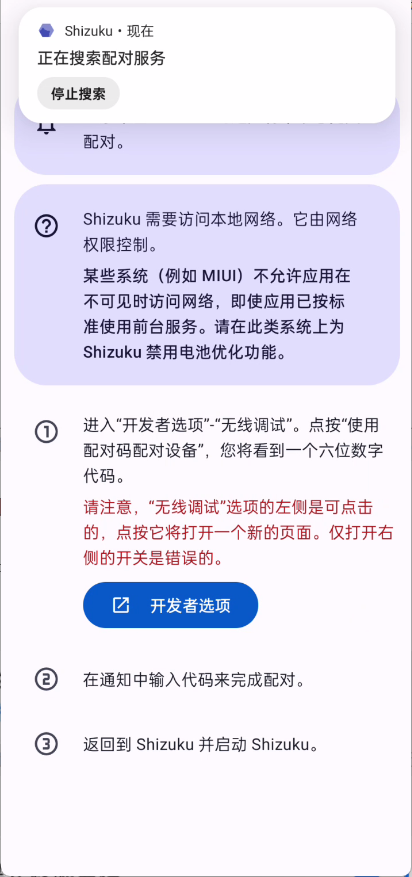 Shizuku • 现在
正在搜索配对服务
停止搜索
配对。
Shizuku 需要访问本地网络。它由网络
权限控制。
某些系统（例如 MIUI）不允许应用在
不可见时访问网络，即使应用已按标
准使用前台服务。请在此类系统上为
Shizuku 禁用电池优化功能。
1
进入“开发者选项”-“无线调试”。点按“使用
配对码配对设备”，您将看到一个六位数字
代码。
请注意，“无线调试”选项的左侧是可点击
的，点按它将打开一个新的页面。仅打开右
侧的开关是错误的。
开发者选项
2
在通知中输入代码来完成配对。
3
返回到 Shizuku 并启动 Shizuku。